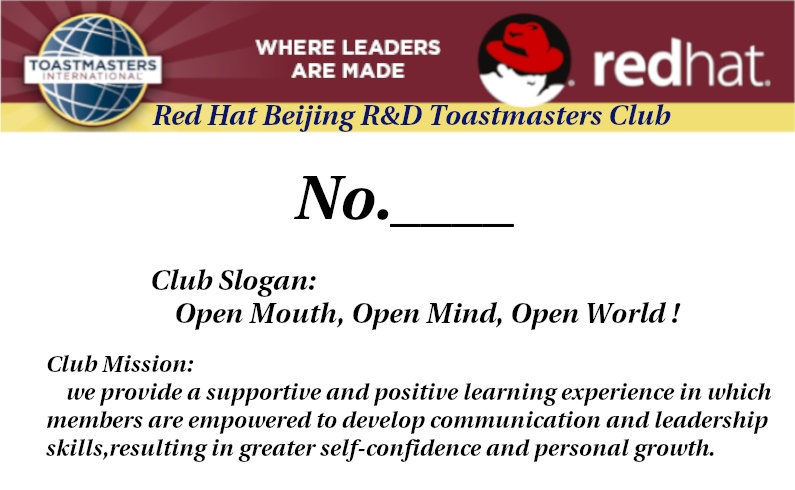 TOASTMASTERS
INTERNATIONAL
WHERE LEADERS
ARE MADE
redhat.
Red Hat Beijing R&D Toastmasters Club
No.____
Club Slogan:
Open Mouth, Open Mind, Open World !
Club Mission:
we provide a supportive and positive learning experience in which
members are empowered to develop communication and leadership
skills,resulting in greater self-confidence and personal growth.